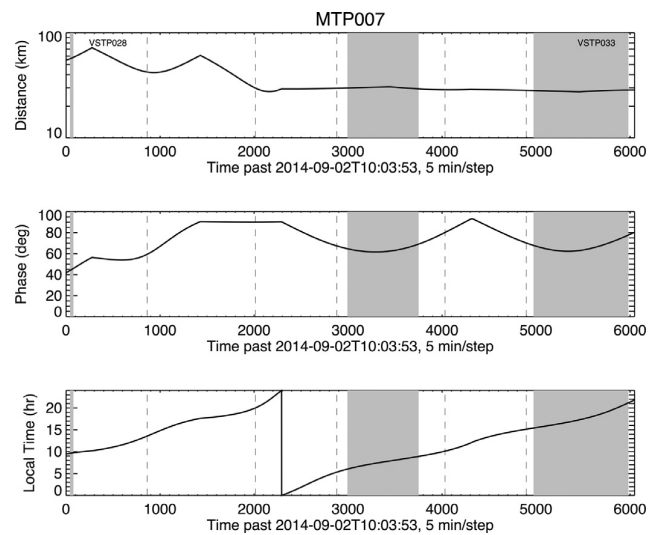 MTP007
100
VSTP028
VSTP033
Distance (km)
10
0 1000 2000 3000 4000 5000 6000
Time past 2014-09-02T10:03:53, 5 min/step
100
80
60
40
20
0
Phase (deg)
0 1000 2000 3000 4000 5000 6000
Time past 2014-09-02T10:03:53, 5 min/step
20
15
10
5
0
Local Time (hr)
0 1000 2000 3000 4000 5000 6000
Time past 2014-09-02T10:03:53, 5 min/step